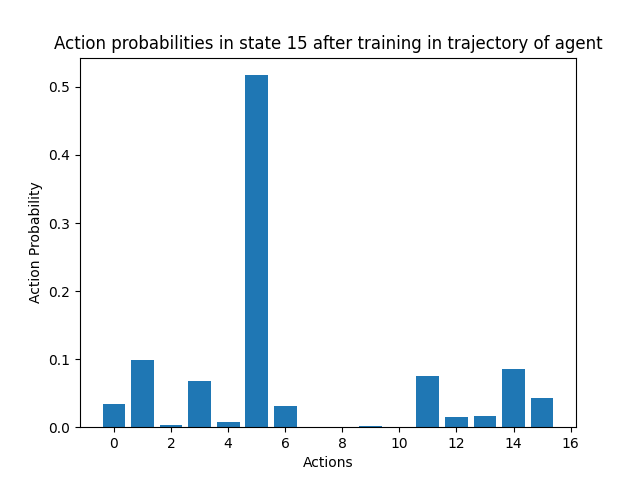 Action probabilities in state 15 after training in trajectory of agent
0.5
0.4
0.3
0.2
0.1
0.0
Action Probability
0 2 4 6 8 10 12 14 16
Actions